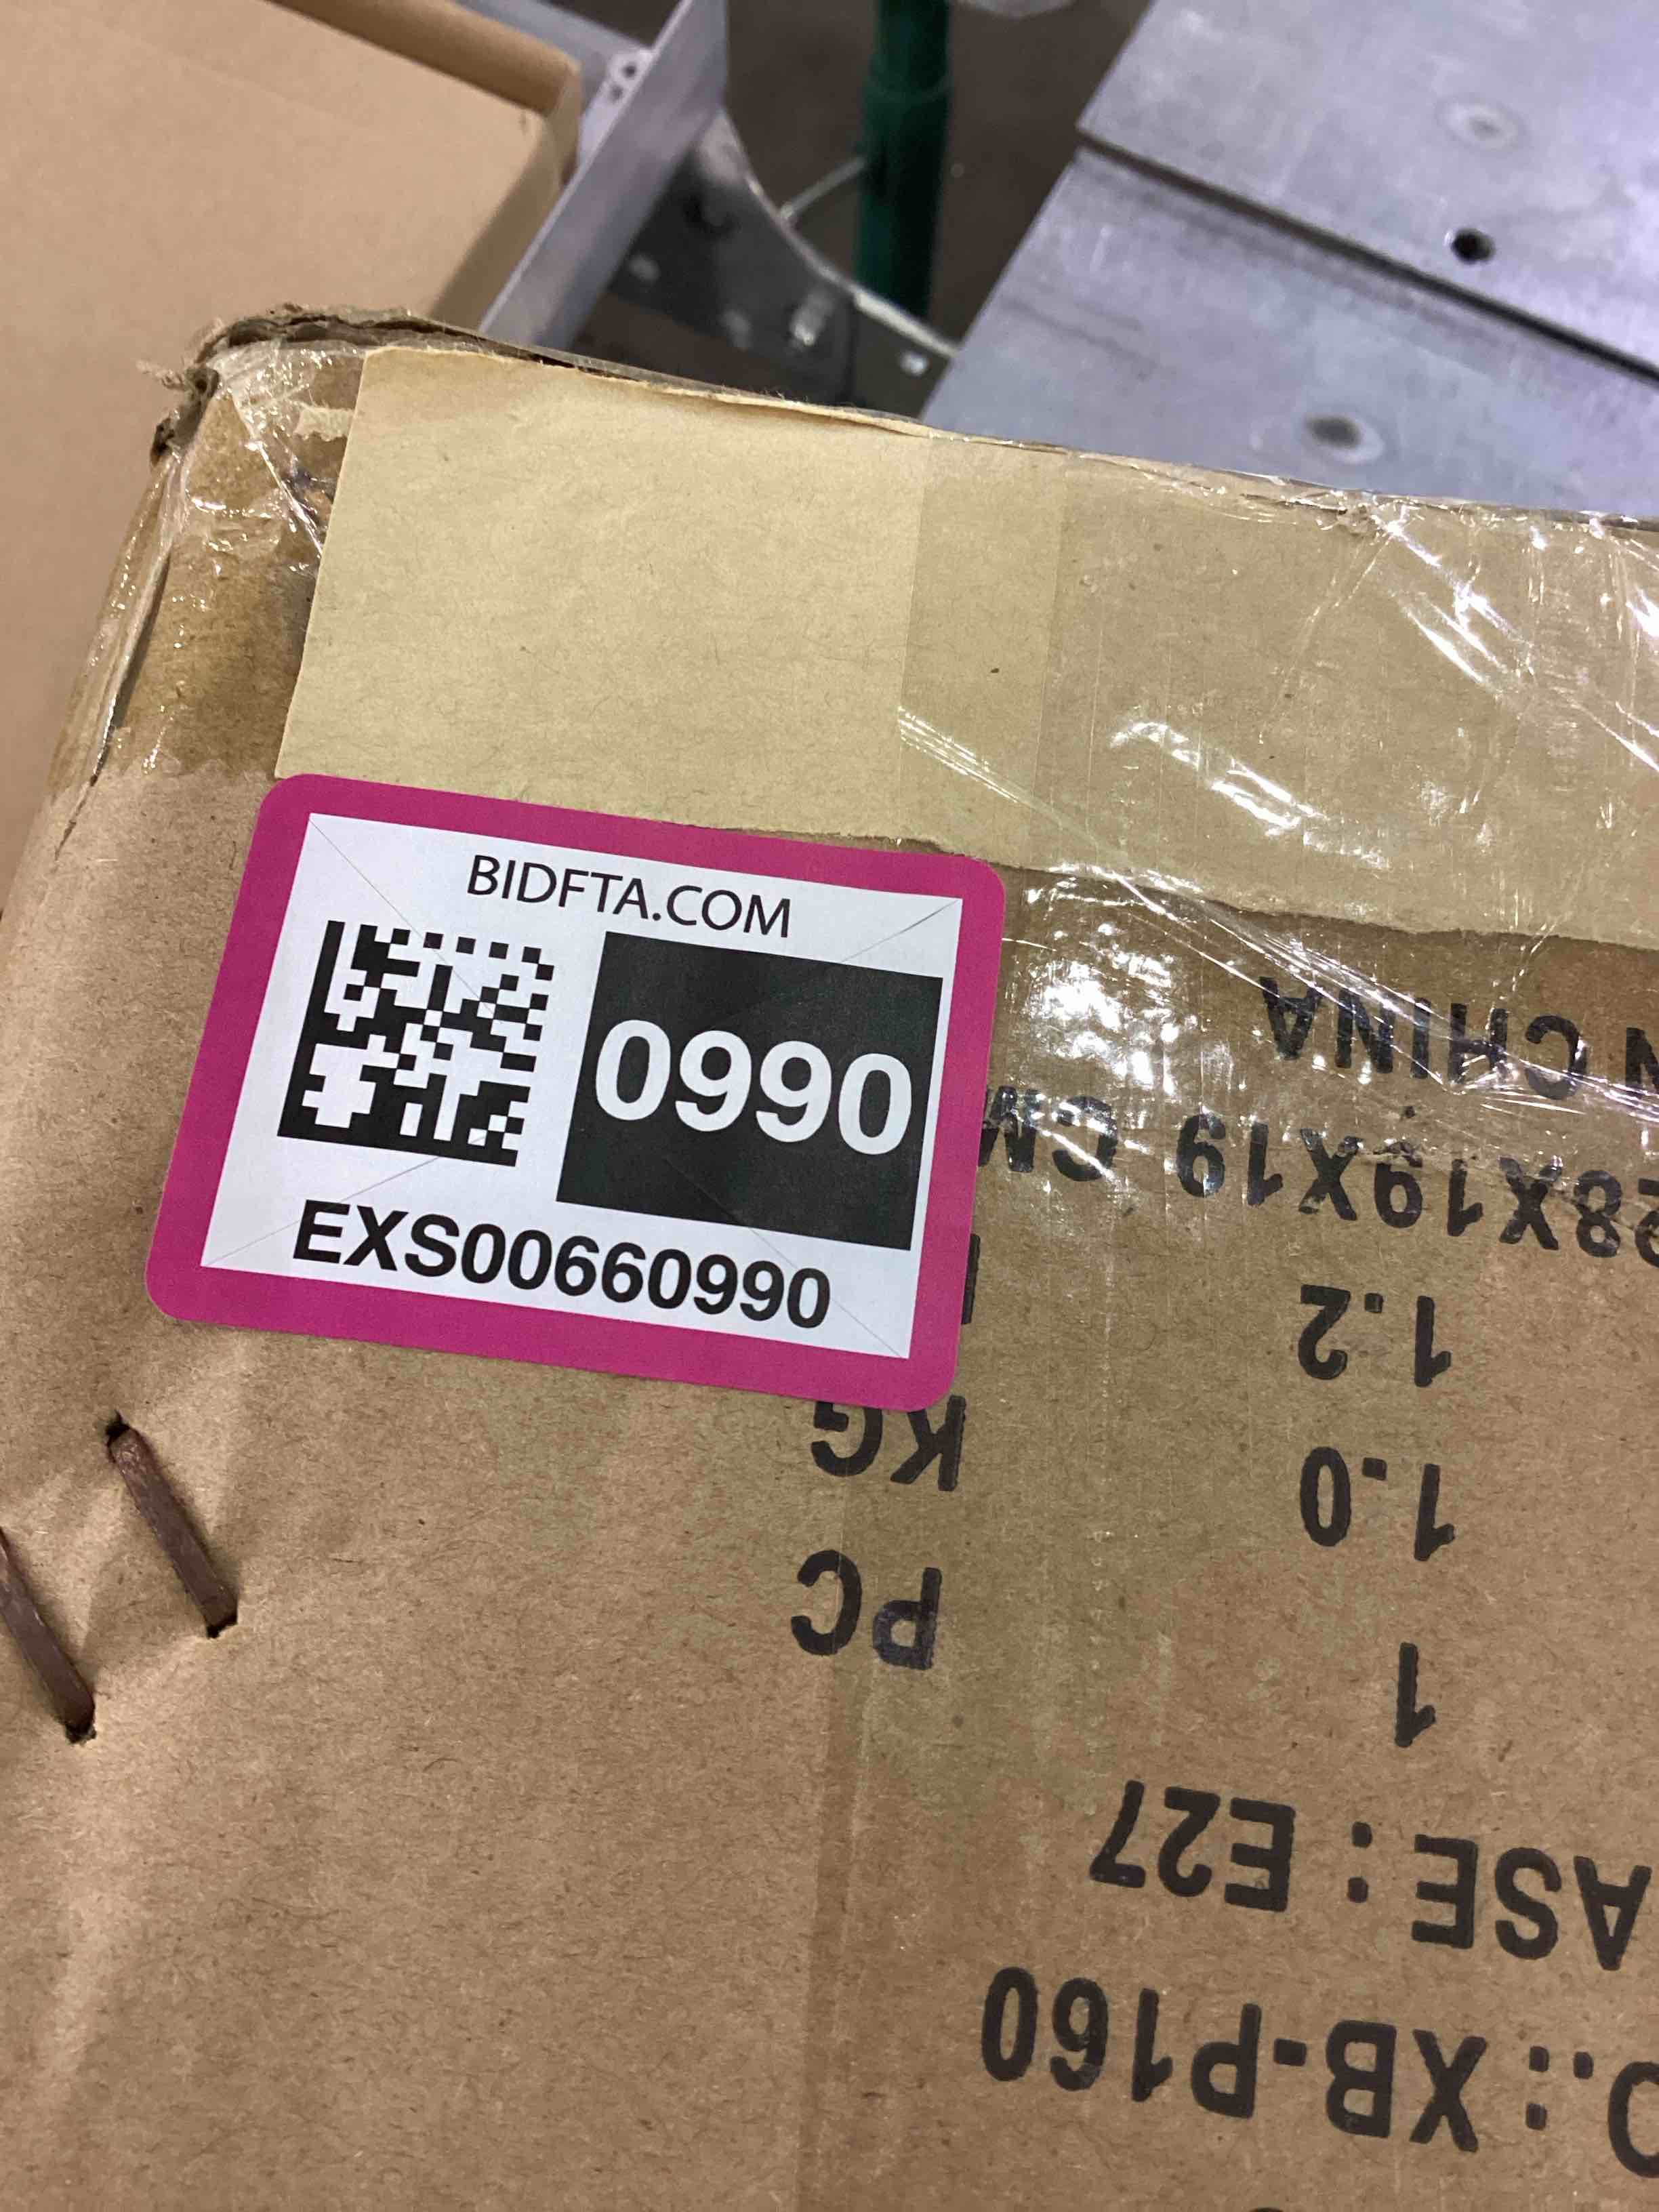 BIDFTA.COM
0990
EXS00660990
O.: XB-P160
ASE: E27
1 PC
1.0 KG
1.2
28X19X19 CM
N CHINA